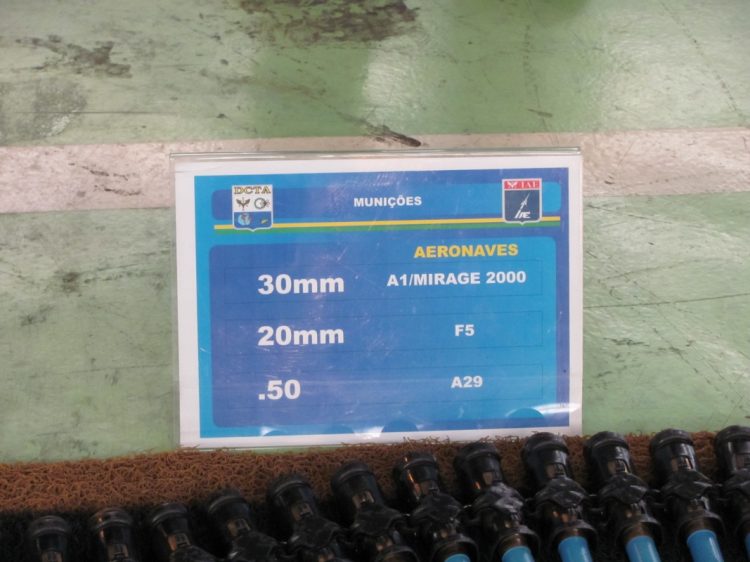 DCTA
IAE
MUNIÇÕES
AERONAVES
30mm A1/MIRAGE 2000
20mm F5
.50 A29